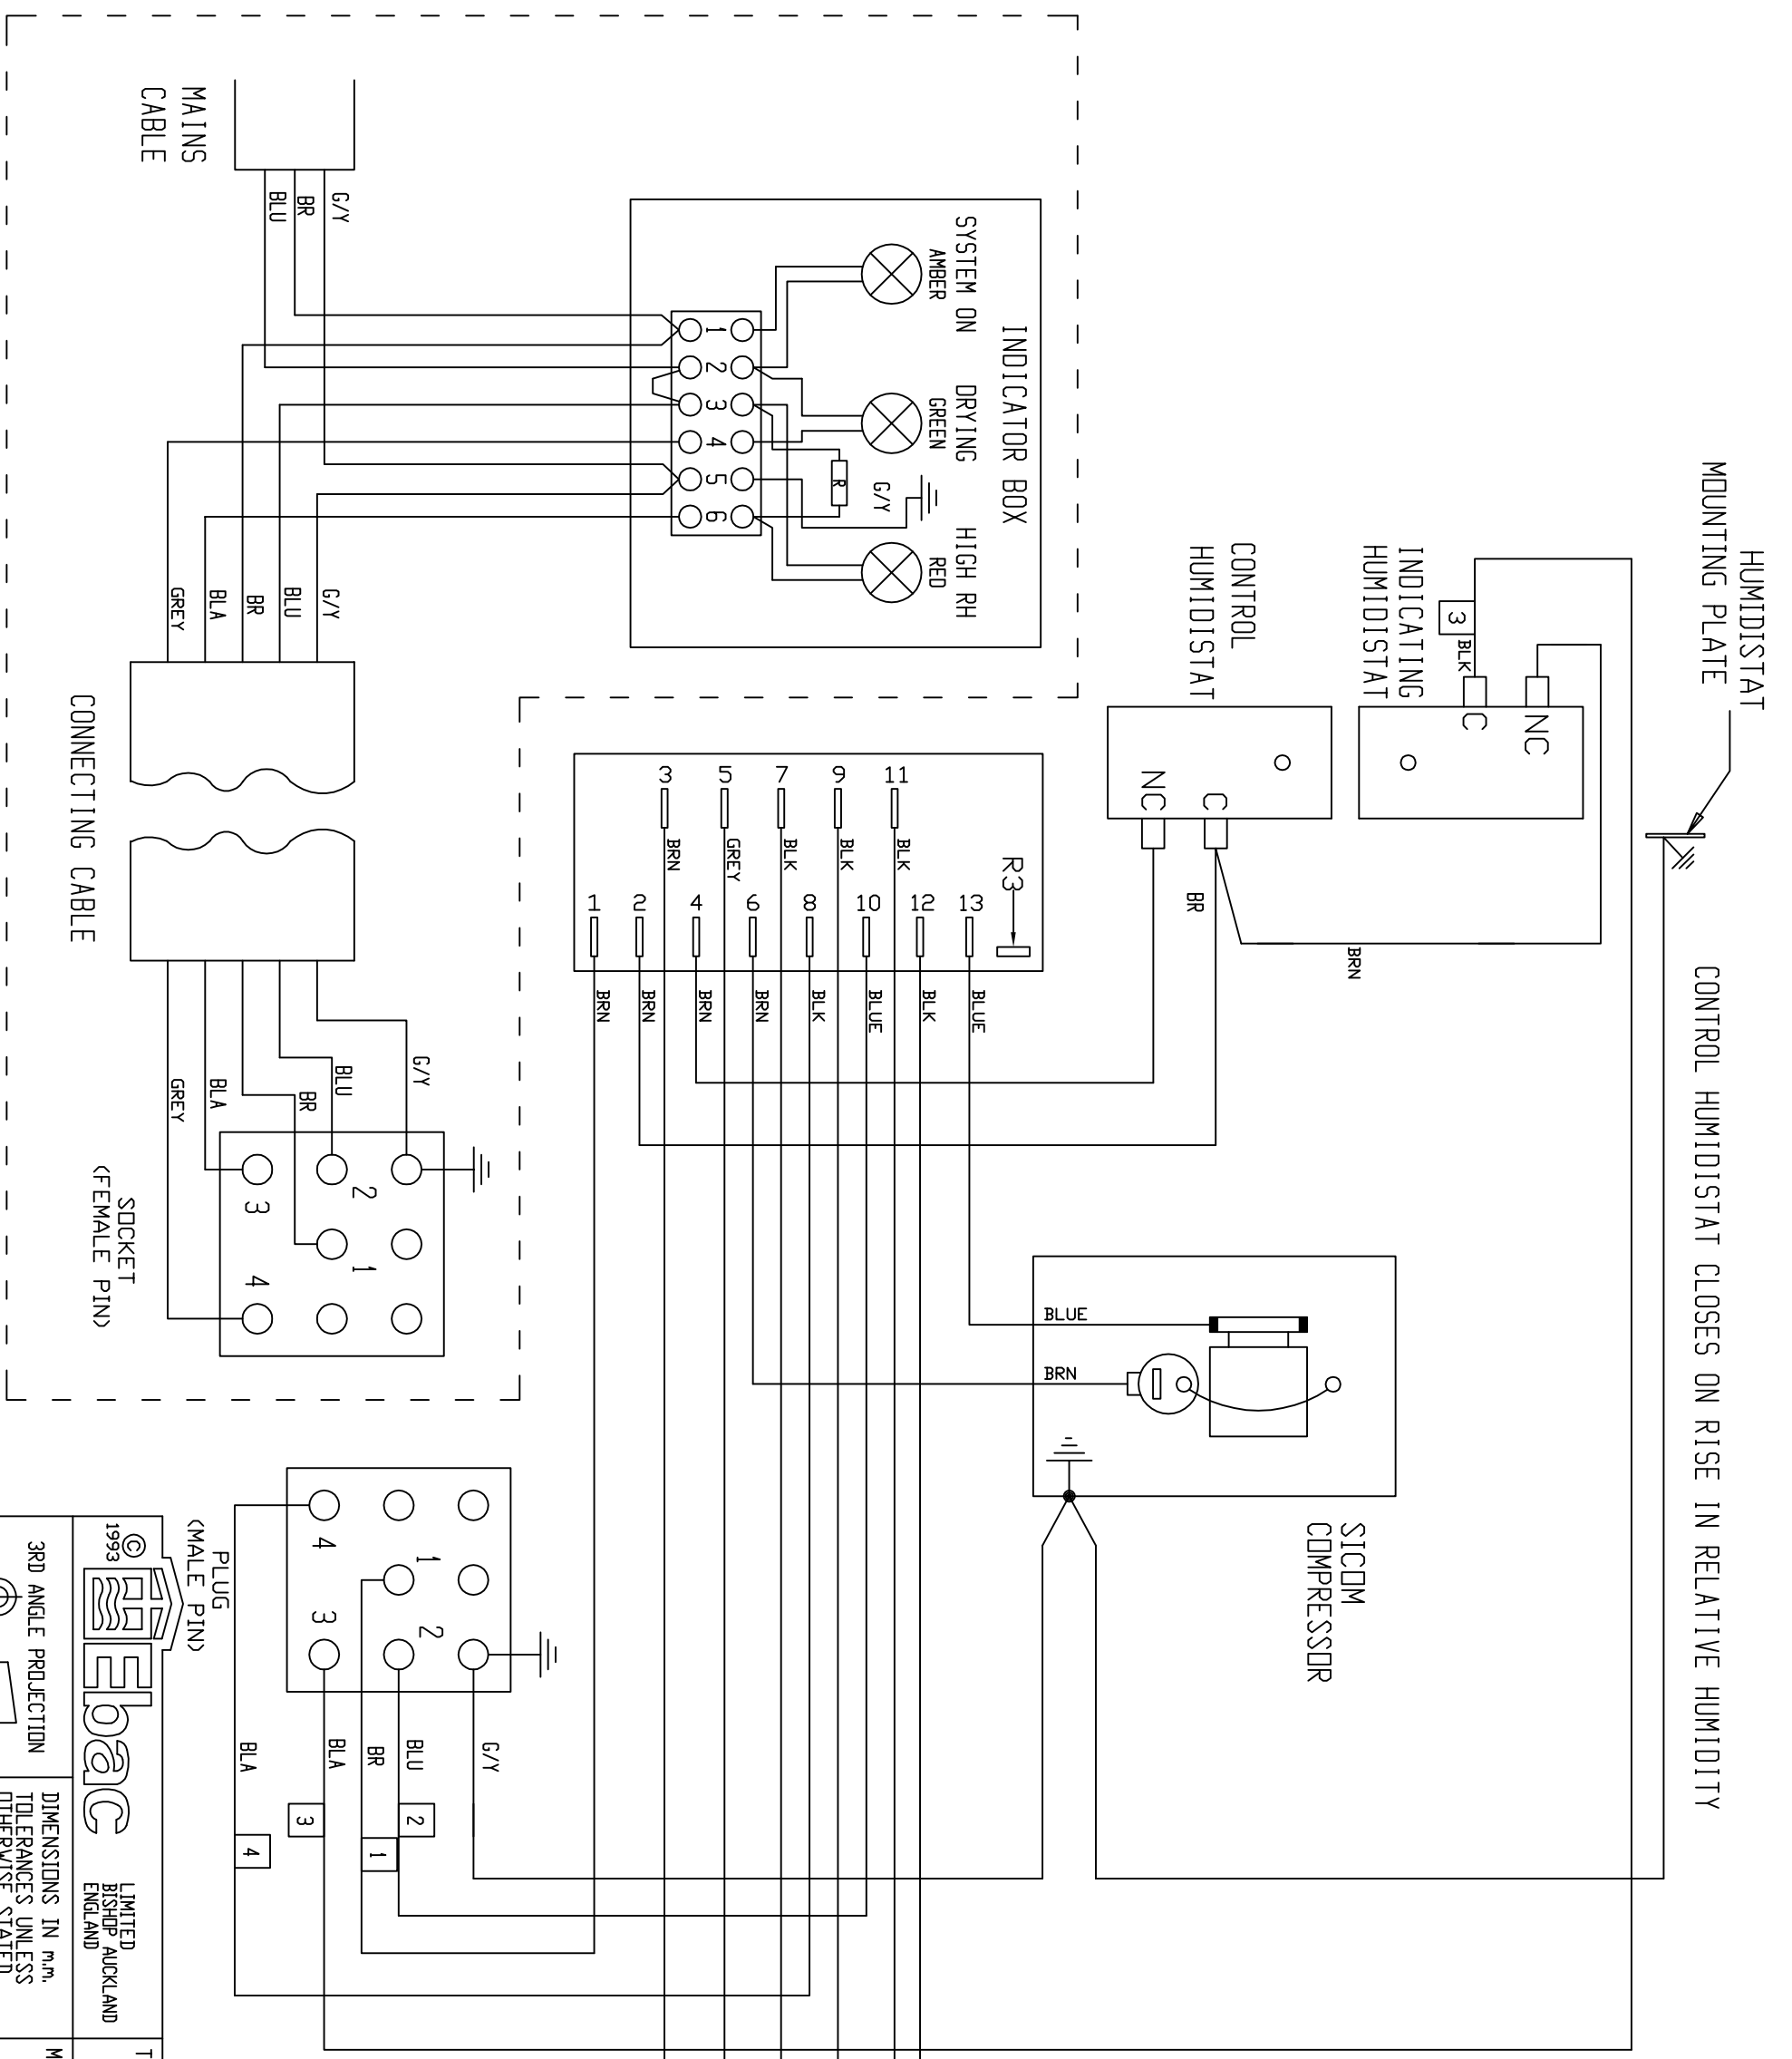 HUMIDISTAT
MOUNTING PLATE
CONTROL HUMIDISTAT CLOSES ON RISE IN RELATIVE HUMIDITY
INDICATING
HUMIDISTAT
3
BLK
C
NC
CONTROL
HUMIDISTAT
NC
C
BR
BRN
INDICATOR BOX
SYSTEM ON
AMBER
DRYING
GREEN
HIGH RH
RED
G/Y
R
1
2
3
4
5
6
MAINS
CABLE
G/Y
BR
BLU
G/Y
BLU
BR
BLA
GREY
CONNECTING CABLE
G/Y
BLU
BR
BLA
GREY
2
1
3
4
SOCKET
(FEMALE PIN)
3
5
7
9
11
BRN
GREY
BLK
BLK
BLK
R3
1
2
4
6
8
10
12
13
BRN
BRN
BRN
BRN
BLK
BLUE
BLK
BLUE
BLUE
BRN
SICOM
COMPRESSOR
4
1
3
2
PLUG
(MALE PIN)
G/Y
BLU
BR
BLA
BLA
2
1
3
4
©
1993
Ebac
LIMITED
BISHOP AUCKLAND
ENGLAND
3RD ANGLE PROJECTION
DIMENSIONS IN m.m.
TOLERANCES UNLESS
OTHERWISE STATED
T
M